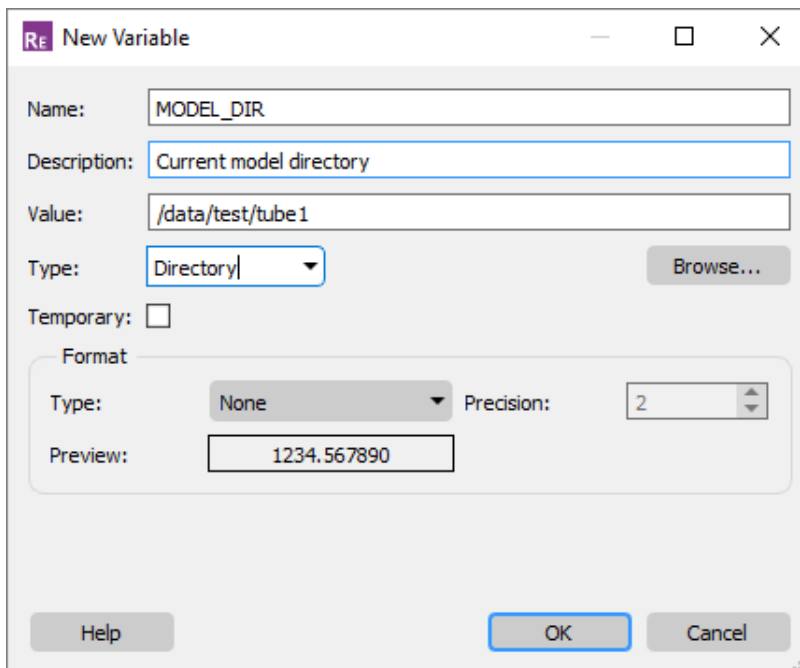 RE New Variable
Name: MODEL_DIR
Description: Current model directory
Value: /data/test/tube1
Type: Directory Browse...
Temporary:
Format
Type: None Precision: 2
Preview: 1234.567890
Help OK Cancel